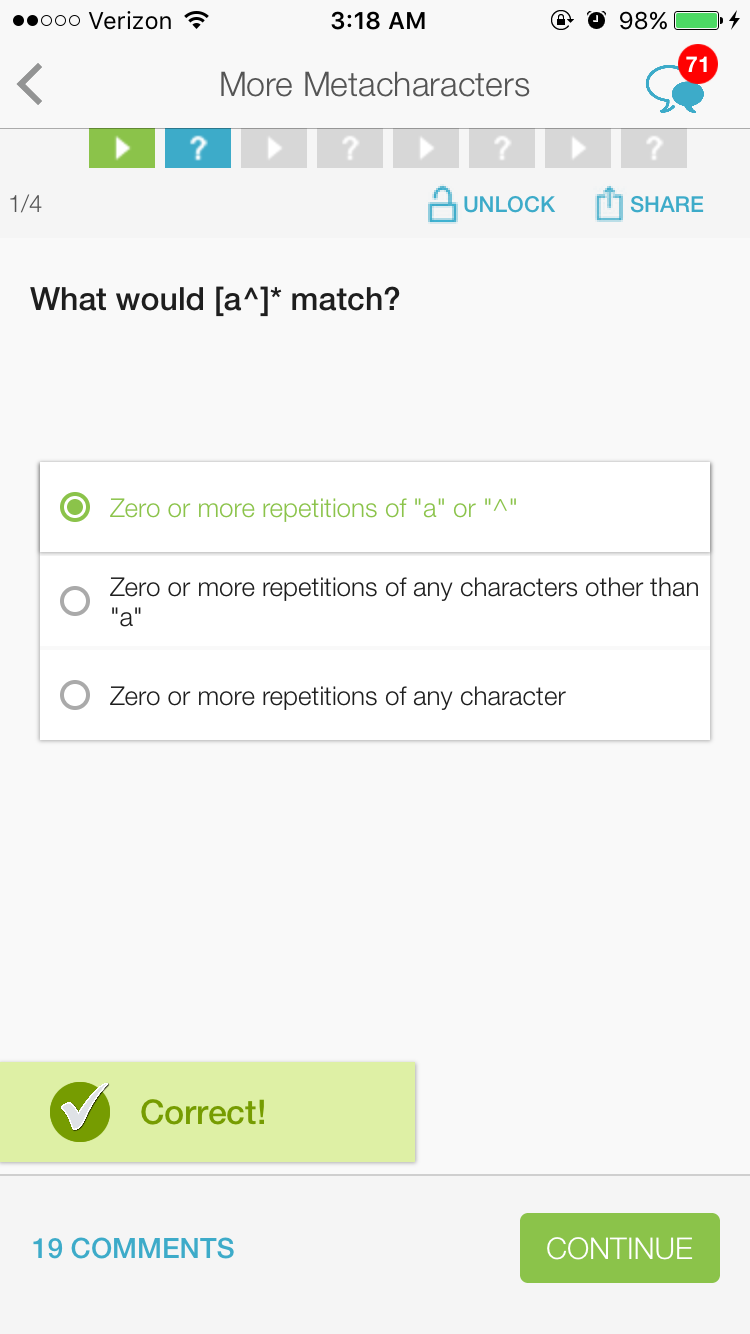 Verizon 3:18 AM 98%
More Metacharacters 71
? ? ? ?
1/4 UNLOCK SHARE
What would [a^]* match?
Zero or more repetitions of "a" or "^"
Zero or more repetitions of any characters other than
"a"
Zero or more repetitions of any character
Correct!
19 COMMENTS CONTINUE